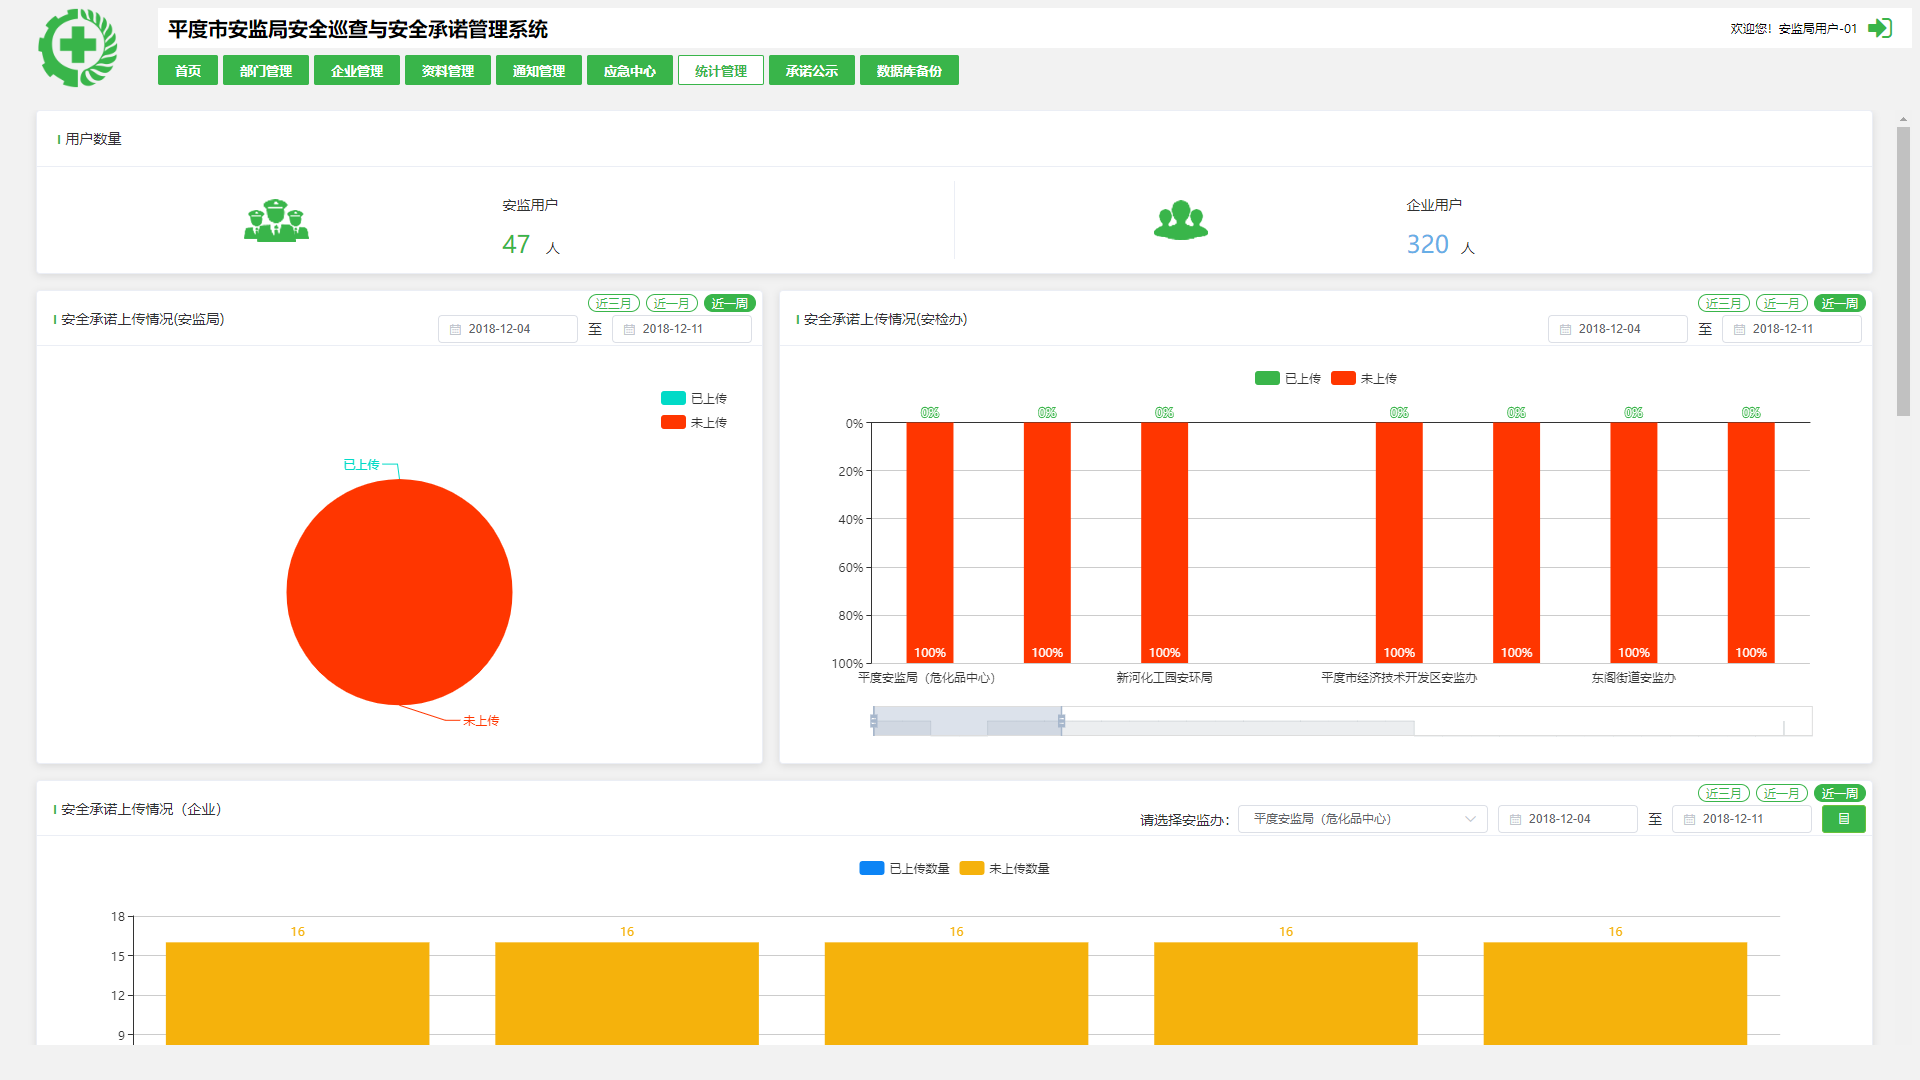 平度市安监局安全巡查与安全承诺管理系统
欢迎您！安监局用户-01
首页 部门管理 企业管理 资料管理 通知管理 应急中心 统计管理 承诺公示 数据库备份
用户数量
安监用户
47 人
企业用户
320 人
安全承诺上传情况(安监局)
近三月 近一月 近一周
2018-12-04 至 2018-12-11
已上传
未上传
已上传
未上传
安全承诺上传情况(安检办)
近三月 近一月 近一周
2018-12-04 至 2018-12-11
已上传 未上传
0% 0% 0% 0% 0% 0% 0%
0%
20%
40%
60%
80%
100%
100% 100% 100% 100% 100% 100% 100%
平度安监局（危化品中心） 新河化工园安环局 平度市经济技术开发区安监办 东阁街道安监办
安全承诺上传情况（企业）
近三月 近一月 近一周
请选择安监办： 平度安监局（危化品中心） 2018-12-04 至 2018-12-11
已上传数量 未上传数量
18
16 16 16 16 16
15
12
9